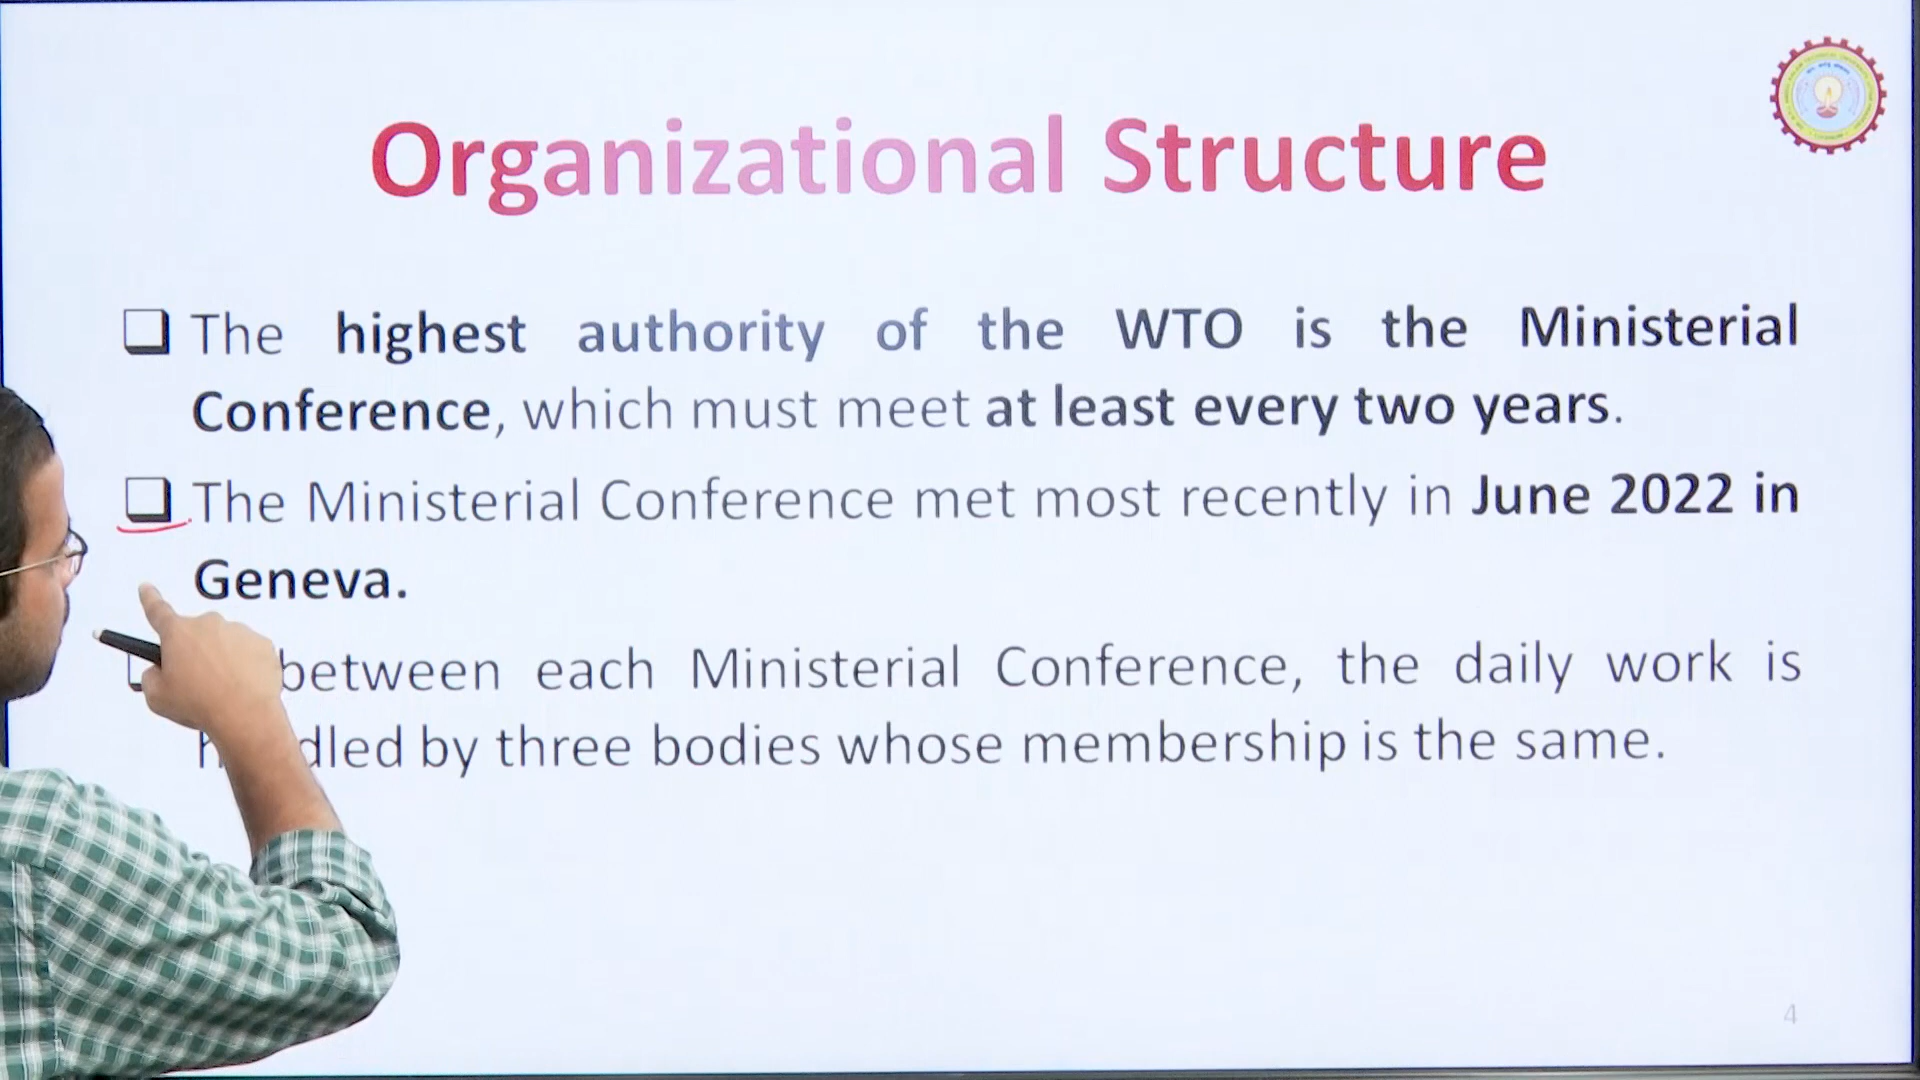 Organizational Structure
The highest authority of the WTO is the Ministerial
Conference, which must meet at least every two years.
The Ministerial Conference met most recently in June 2022 in
Geneva.
between each Ministerial Conference, the daily work is
by three bodies whose membership is the same.
4